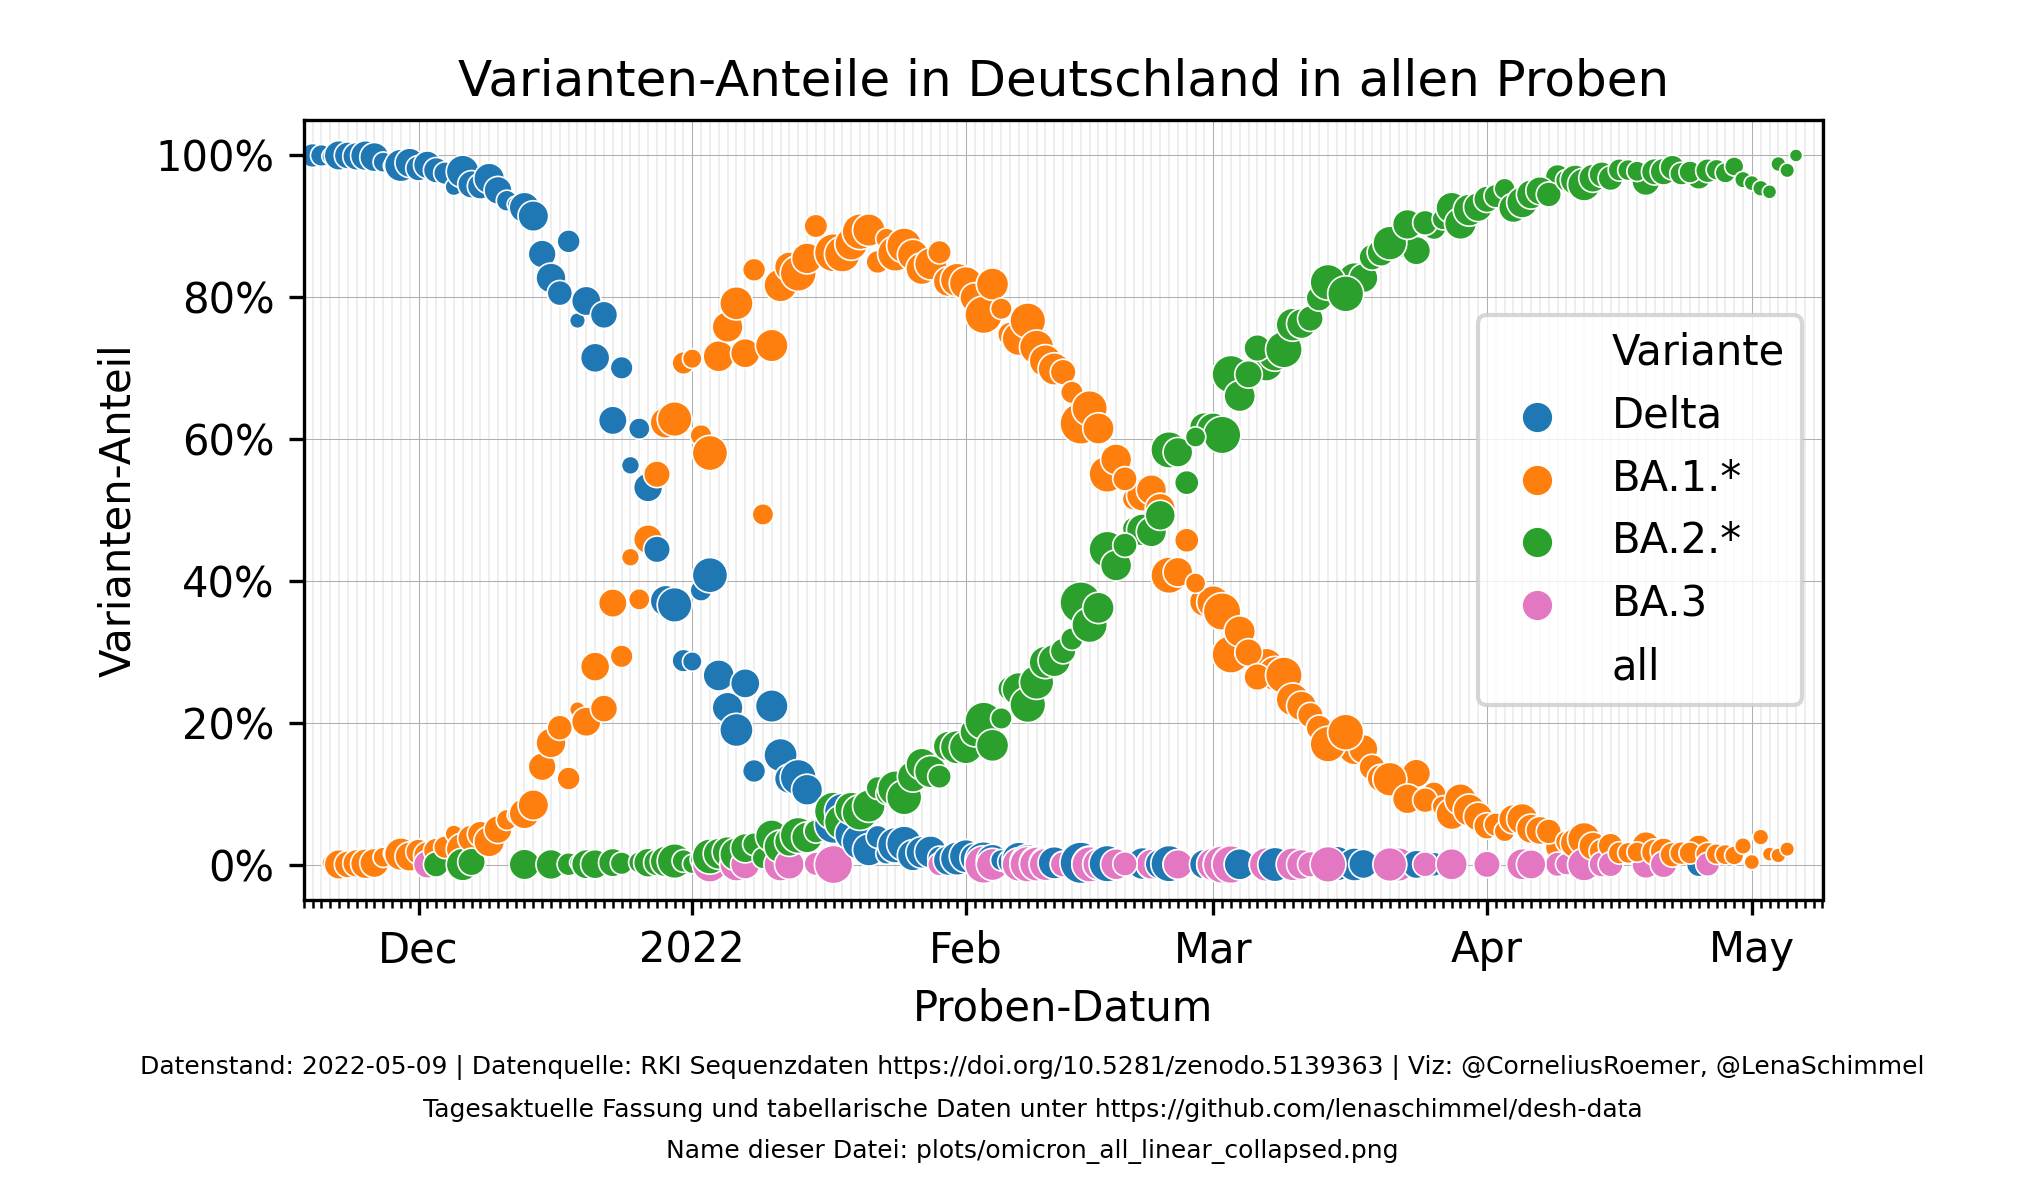 Varianten-Anteile in Deutschland in allen Proben
100%
80%
60%
40%
20%
0%
Varianten-Anteil
Variante
Delta
BA.1.*
BA.2.*
BA.3
all
Dec
2022
Feb
Mar
Apr
May
Proben-Datum
Datenstand: 2022-05-09 | Datenquelle: RKI Sequenzdaten https://doi.org/10.5281/zenodo.5139363 | Viz: @CorneliusRoemer, @LenaSchimmel
Tagesaktuelle Fassung und tabellarische Daten unter https://github.com/lenaschimmel/desh-data
Name dieser Datei: plots/omicron_all_linear_collapsed.png